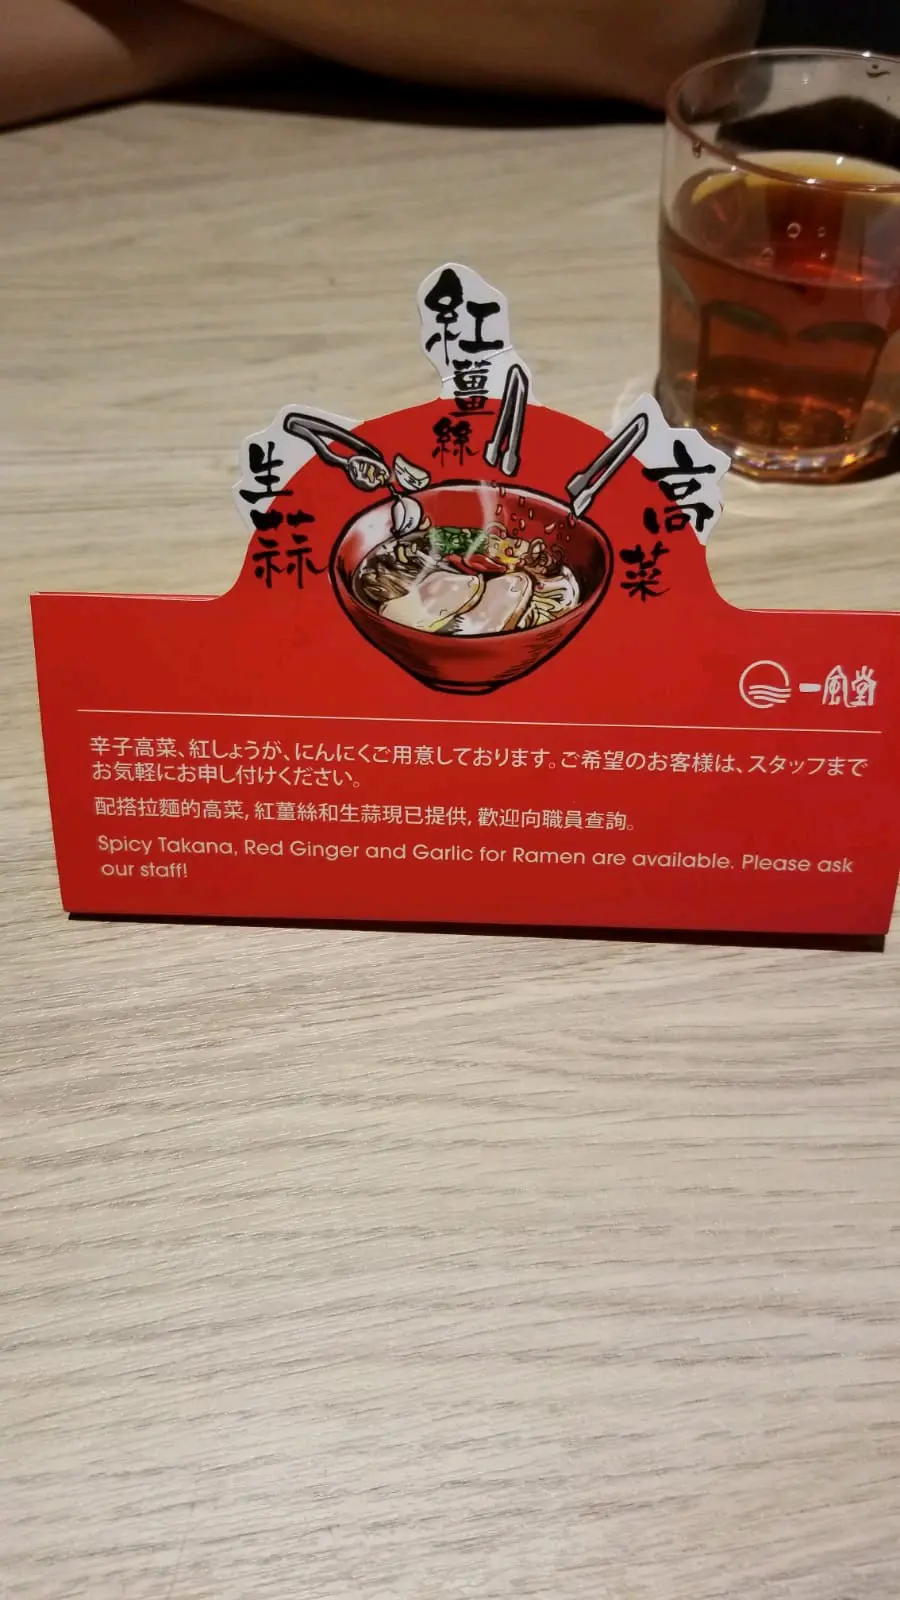 紅
薑
絲
生
蒜
高
菜
一風堂
辛子高菜、紅しょうが、にんにくご用意しております。ご希望のお客様は、スタッフまで
お気軽にお申し付けください。
配搭拉麵的高菜, 紅薑絲和生蒜現已提供, 歡迎向職員查詢。
Spicy Takana, Red Ginger and Garlic for Ramen are available. Please ask
our staff!